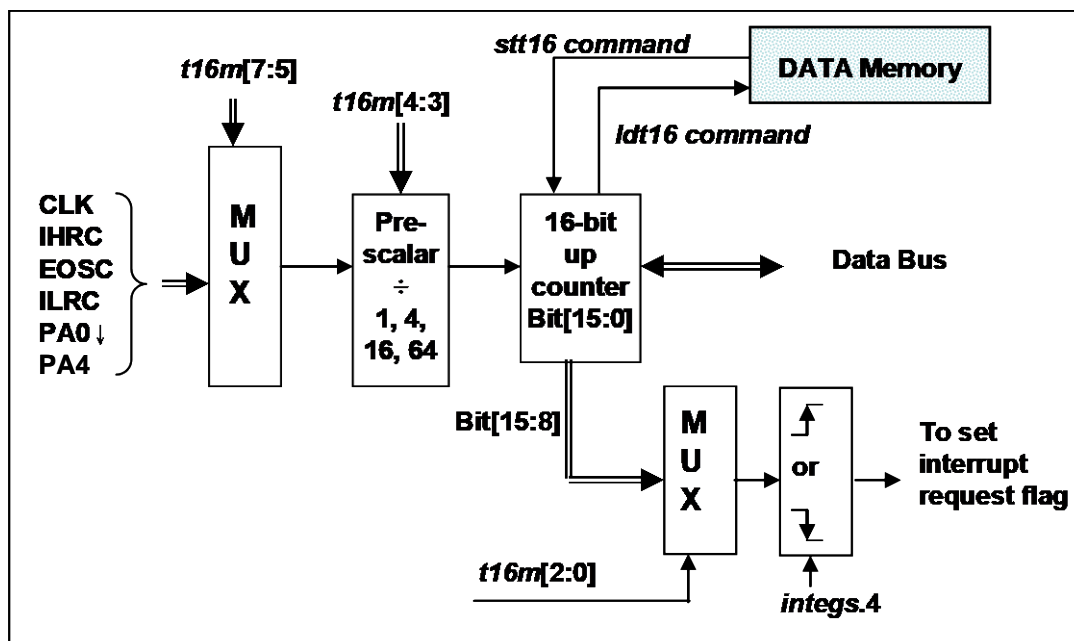 stt16 command
DATA Memory
t16m[7:5]
t16m[4:3]
ldt16 command
CLK
IHRC
EOSC
ILRC
PA0↓
PA4
M
U
X
Pre-
scalar
÷
1, 4,
16, 64
16-bit
up
counter
Bit[15:0]
Data Bus
Bit[15:8]
M
U
X
or
To set
interrupt
request flag
t16m[2:0]
integs.4